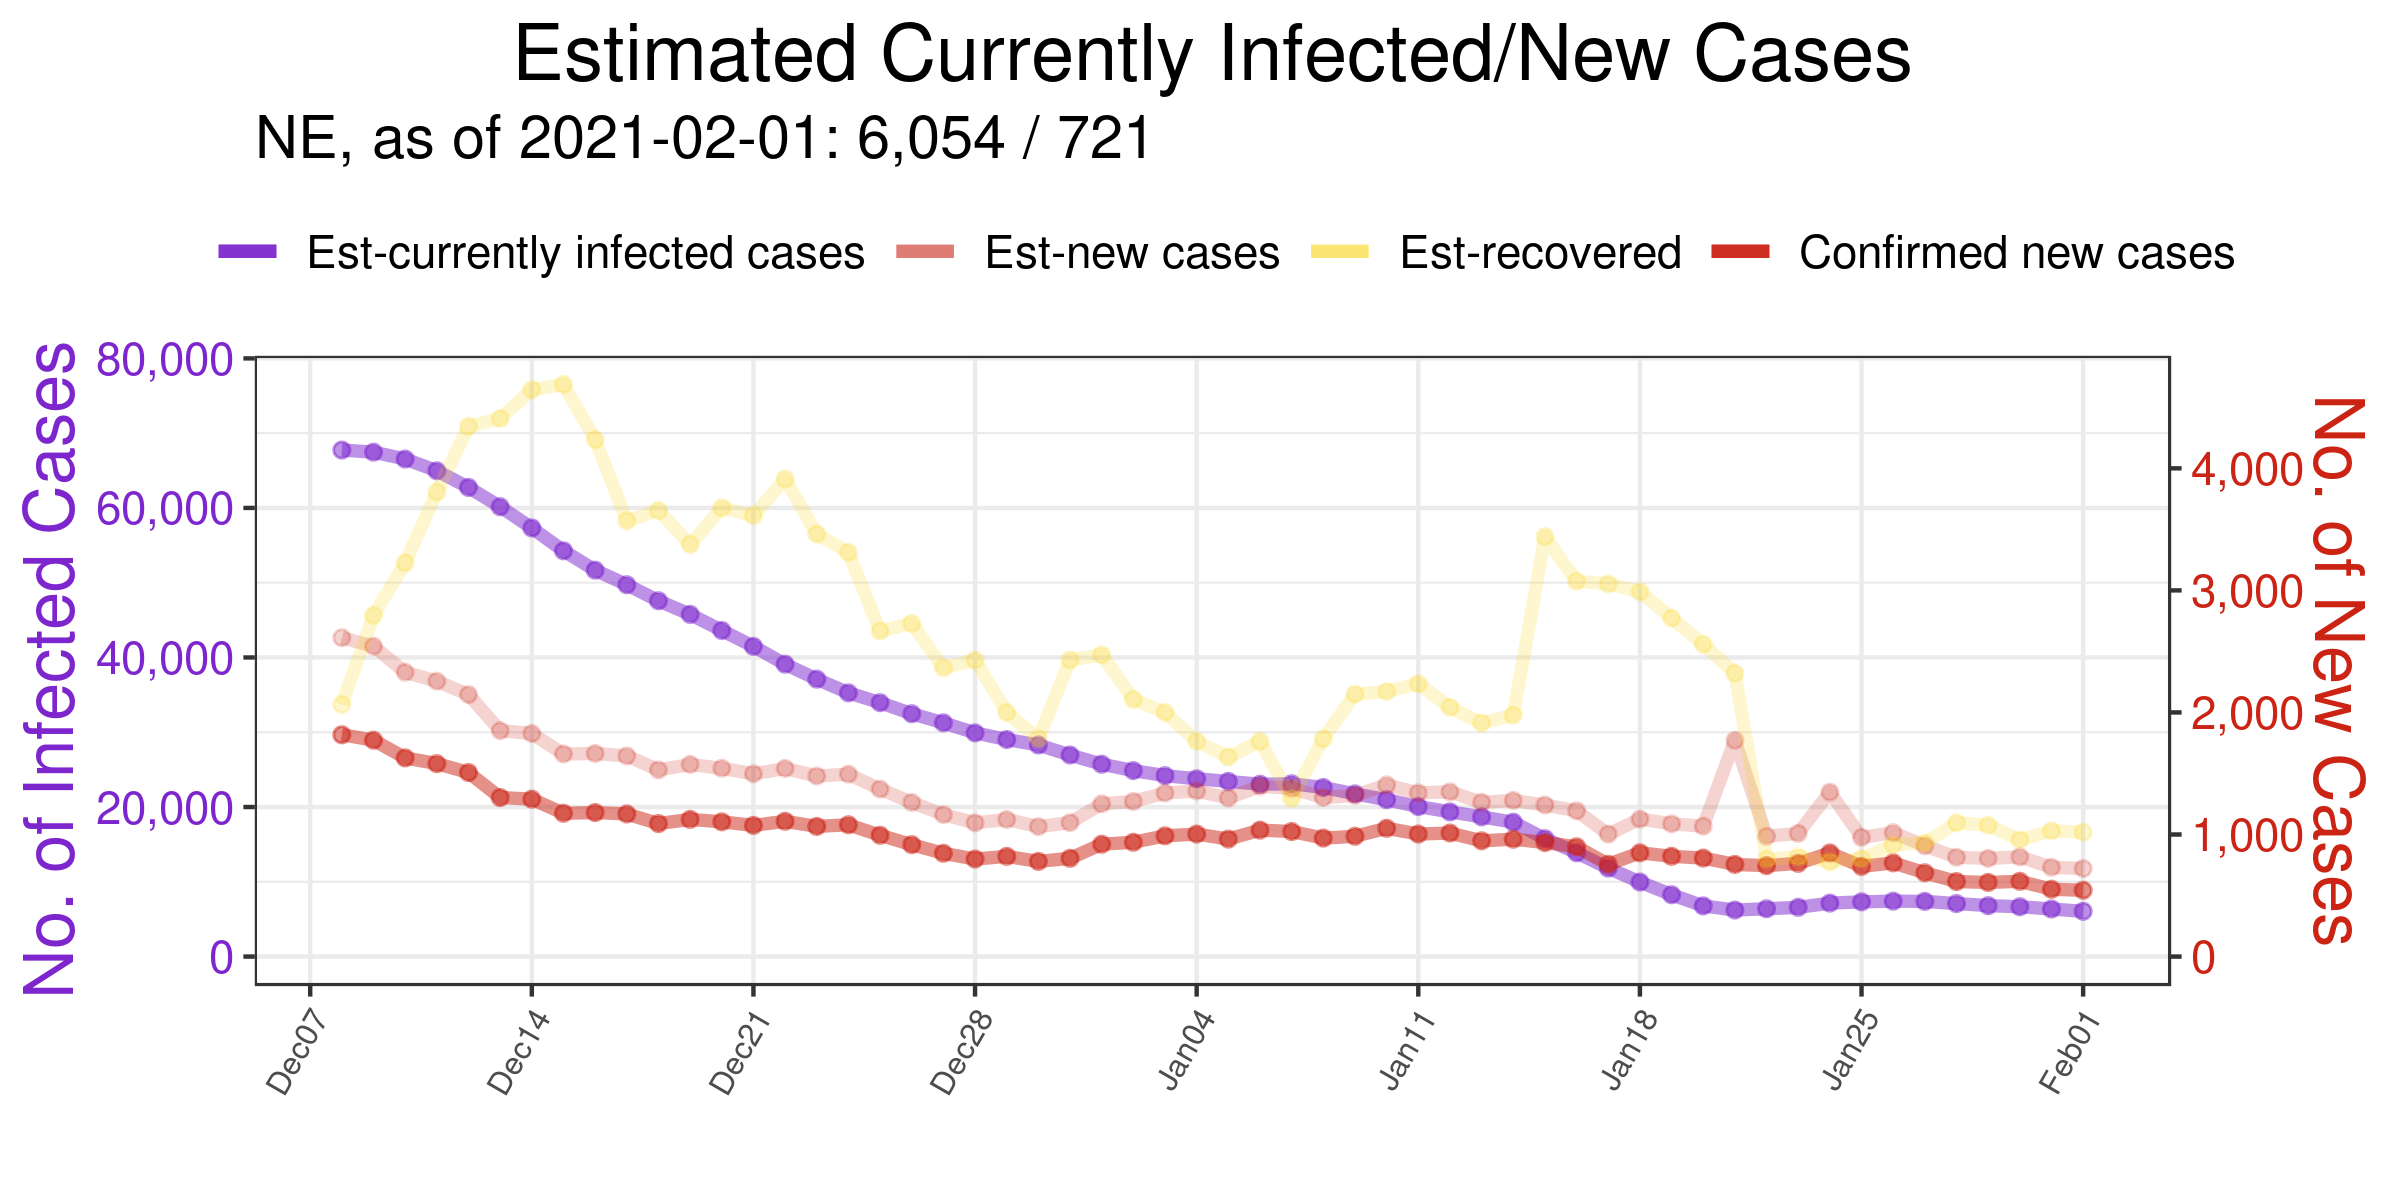 Estimated Currently Infected/New Cases
NE, as of 2021-02-01: 6,054 / 721
Est-currently infected cases Est-new cases Est-recovered Confirmed new cases
No. of Infected Cases
80,000
60,000
40,000
20,000
0
No. of New Cases
4,000
3,000
2,000
1,000
0
Dec07 Dec14 Dec21 Dec28 Jan04 Jan11 Jan18 Jan25 Feb01